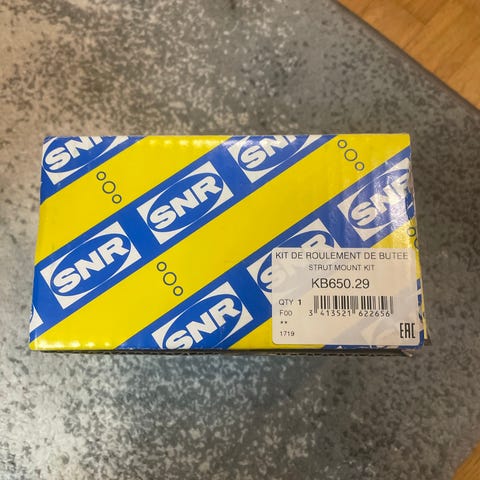 SNR
SNR
SNR
SNR
SNR
SNR
SNR
KIT DE ROULEMENT DE BUTEE
STRUT MOUNT KIT
KB650.29
QTY 1
F00
3 413521 622656
**
1719
EAC